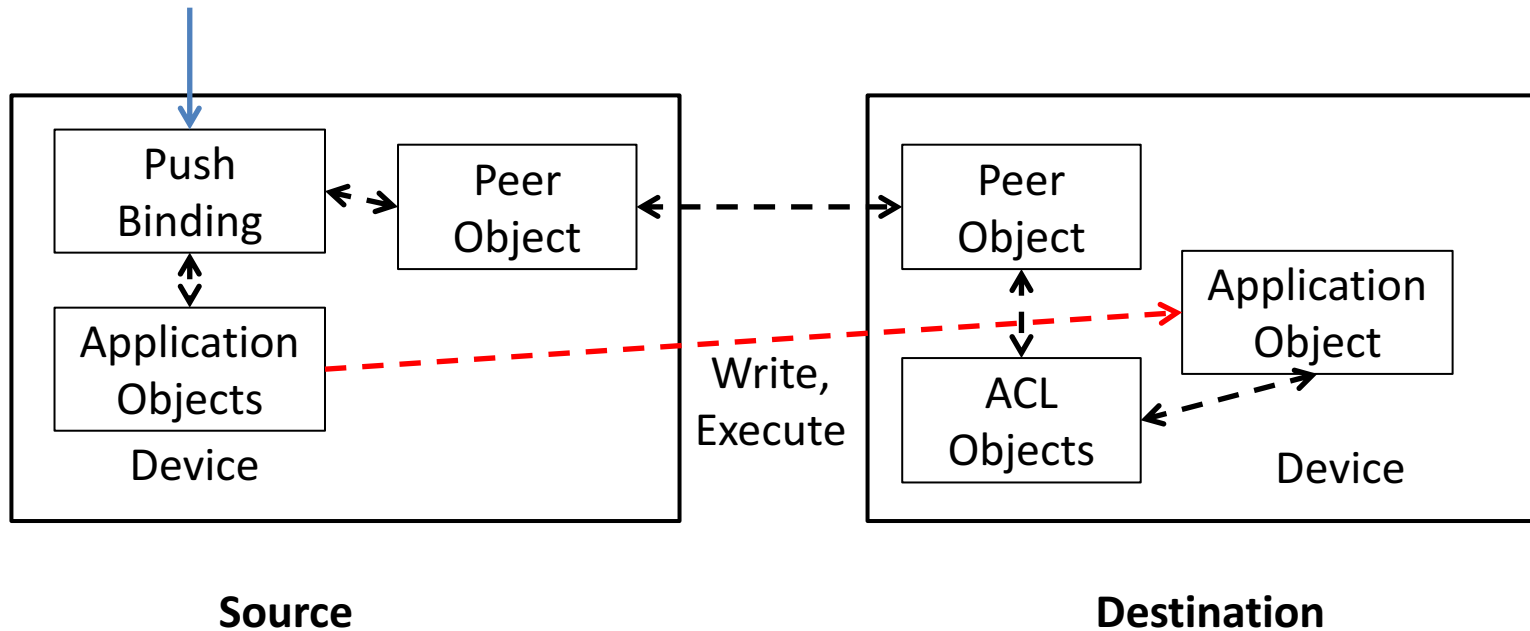 Push
Binding
Peer
Object
Application
Objects
Device
Write,
Execute
Peer
Object
Application
Object
ACL
Objects
Device
Source
Destination